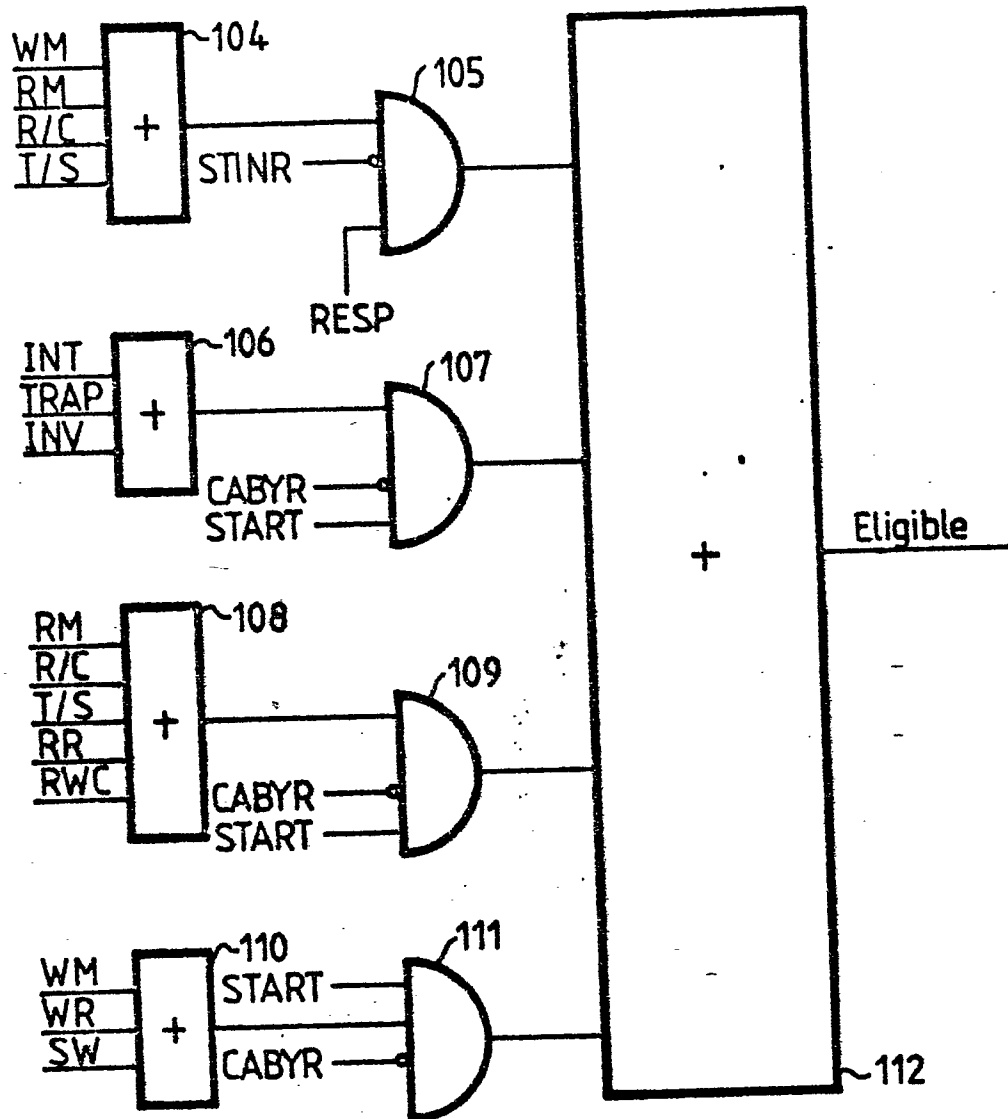 WM
104
RM
R/C
T/S
+
105
STINR
RESP
INT
106
TRAP
INV
+
107
CABYR
START
+
Eligible
RM
108
R/C
T/S
RR
RWC
+
109
CABYR
START
WM
110
WR
SW
+
START
111
CABYR
112